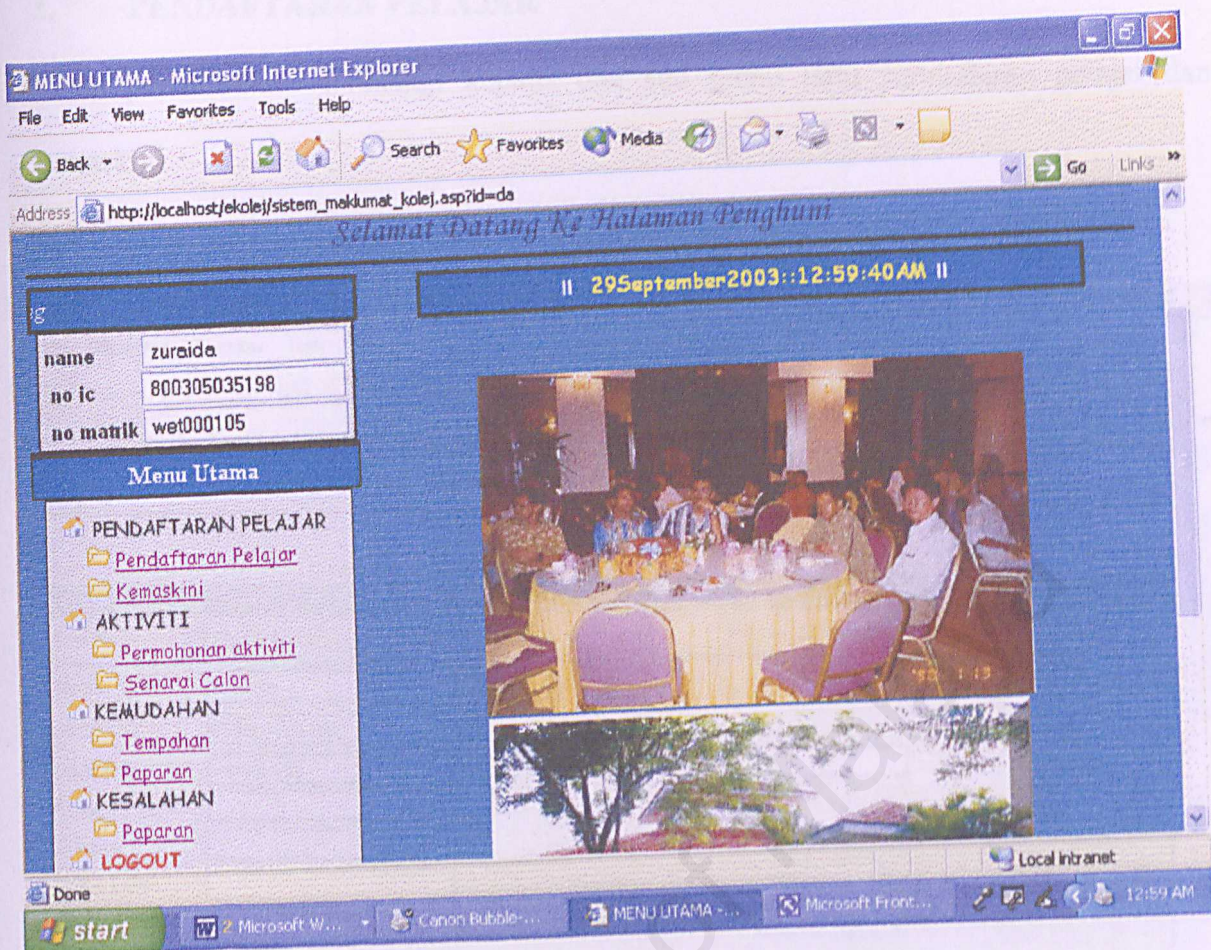 PENDAFTARAN PELAJAR
MENU UTAMA - Microsoft Internet Explorer
File Edit View Favorites Tools Help
Back Search Favorites Media
Address http://localhost/ekolej/sistem_maklumat_kolej.asp?id=da Go Links »
Selamat Datang Ke Halaman Penghuni
|| 29September2003::12:59:40AM ||
name zuraida
no ic 800305035198
no matrik wet000105
Menu Utama
PENDAFTARAN PELAJAR
Pendaftaran Pelajar
Kemaskini
AKTIVITI
Permohonan aktiviti
Senarai Calon
KEMUDAHAN
Tempahan
Paparan
KESALAHAN
Paparan
LOGOUT
Done Local intranet
start 2 Microsoft W... Canon Bubble-... MENU UTAMA -... Microsoft Front... 12:59 AM